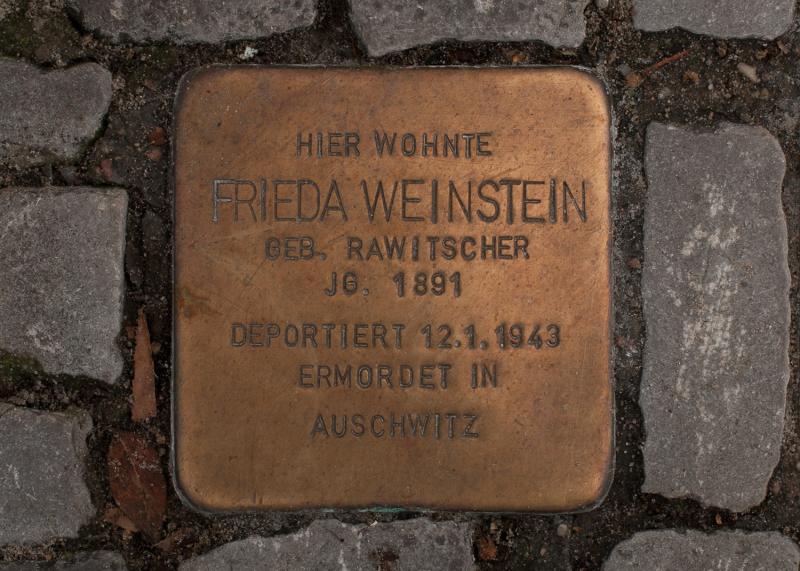 HIER WOHNTE
FRIEDA WEINSTEIN
GEB. RAWITSCHER
JG. 1891
DEPORTIERT 12.1.1943
ERMORDET IN
AUSCHWITZ